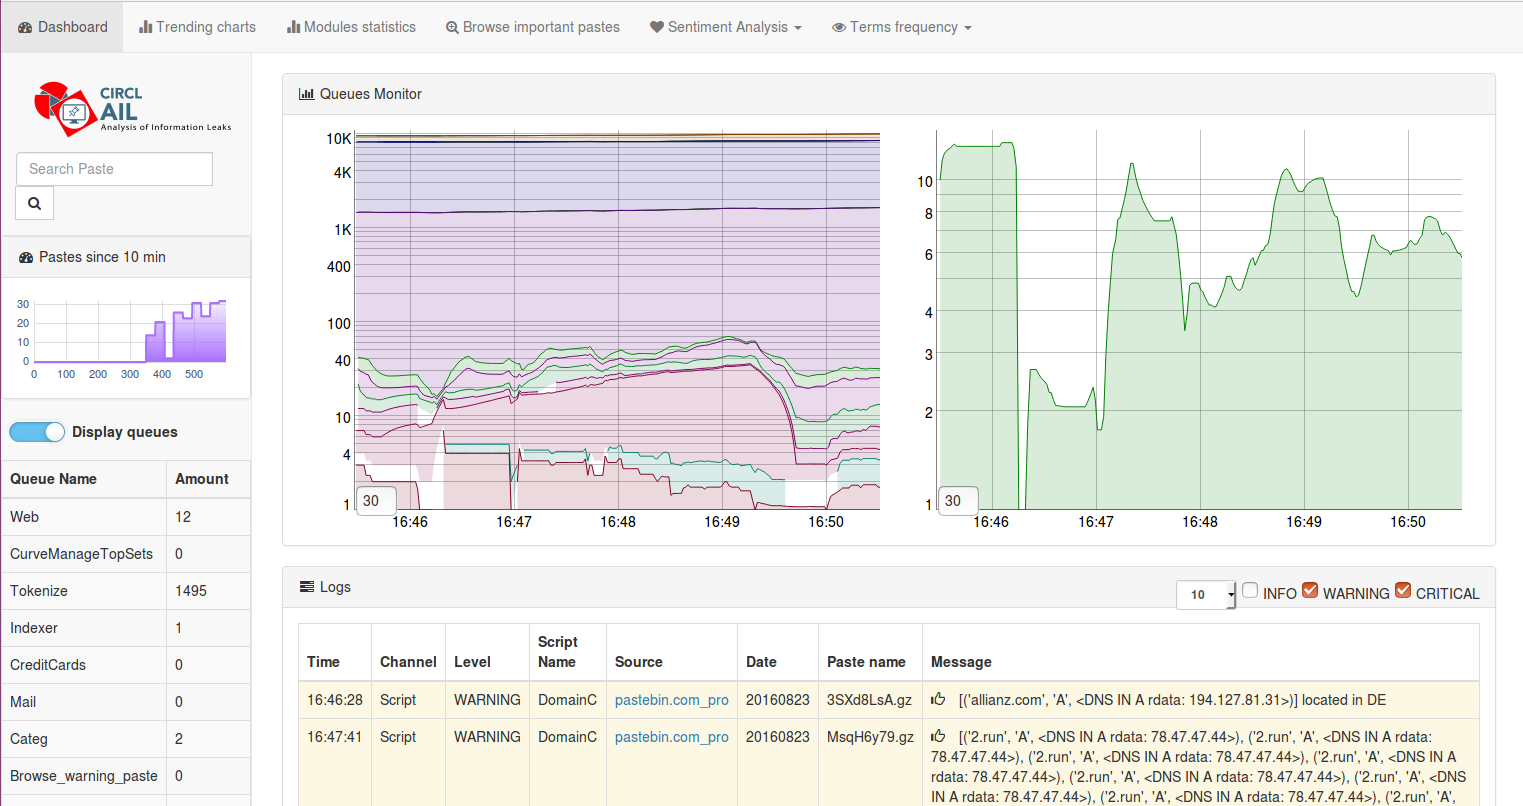 Dashboard
Trending charts
Modules statistics
Browse important pastes
Sentiment Analysis
Terms frequency
CIRCL
AIL
Analysis of Information Leaks
Search Paste
Pastes since 10 min
30
20
10
0
0 100 200 300 400 500
Display queues
Queue Name Amount
Web 12
CurveManageTopSets 0
Tokenize 1495
Indexer 1
CreditCards 0
Mail 0
Categ 2
Browse_warning_paste 0
Queues Monitor
10K
4K
1K
400
100
40
10
4
1
30
16:46 16:47 16:48 16:49 16:50
10
8
6
4
3
2
1
30
16:46 16:47 16:48 16:49 16:50
Logs
10 INFO WARNING CRITICAL
Time Channel Level Script Name Source Date Paste name Message
16:46:28 Script WARNING DomainC pastebin.com_pro 20160823 3SXd8LsA.gz [('allianz.com', 'A', <DNS IN A rdata: 194.127.81.31>)] located in DE
16:47:41 Script WARNING DomainC pastebin.com_pro 20160823 MsqH6y79.gz [('2.run', 'A', <DNS IN A rdata: 78.47.47.44>), ('2.run', 'A', <DNS IN A rdata:
78.47.47.44>), ('2.run', 'A', <DNS IN A rdata: 78.47.47.44>), ('2.run', 'A', <DNS IN A
rdata: 78.47.47.44>), ('2.run', 'A', <DNS IN A rdata: 78.47.47.44>), ('2.run', 'A', <DNS
IN A rdata: 78.47.47.44>), ('2.run', 'A', <DNS IN A rdata: 78.47.47.44>), ('2.run', 'A',